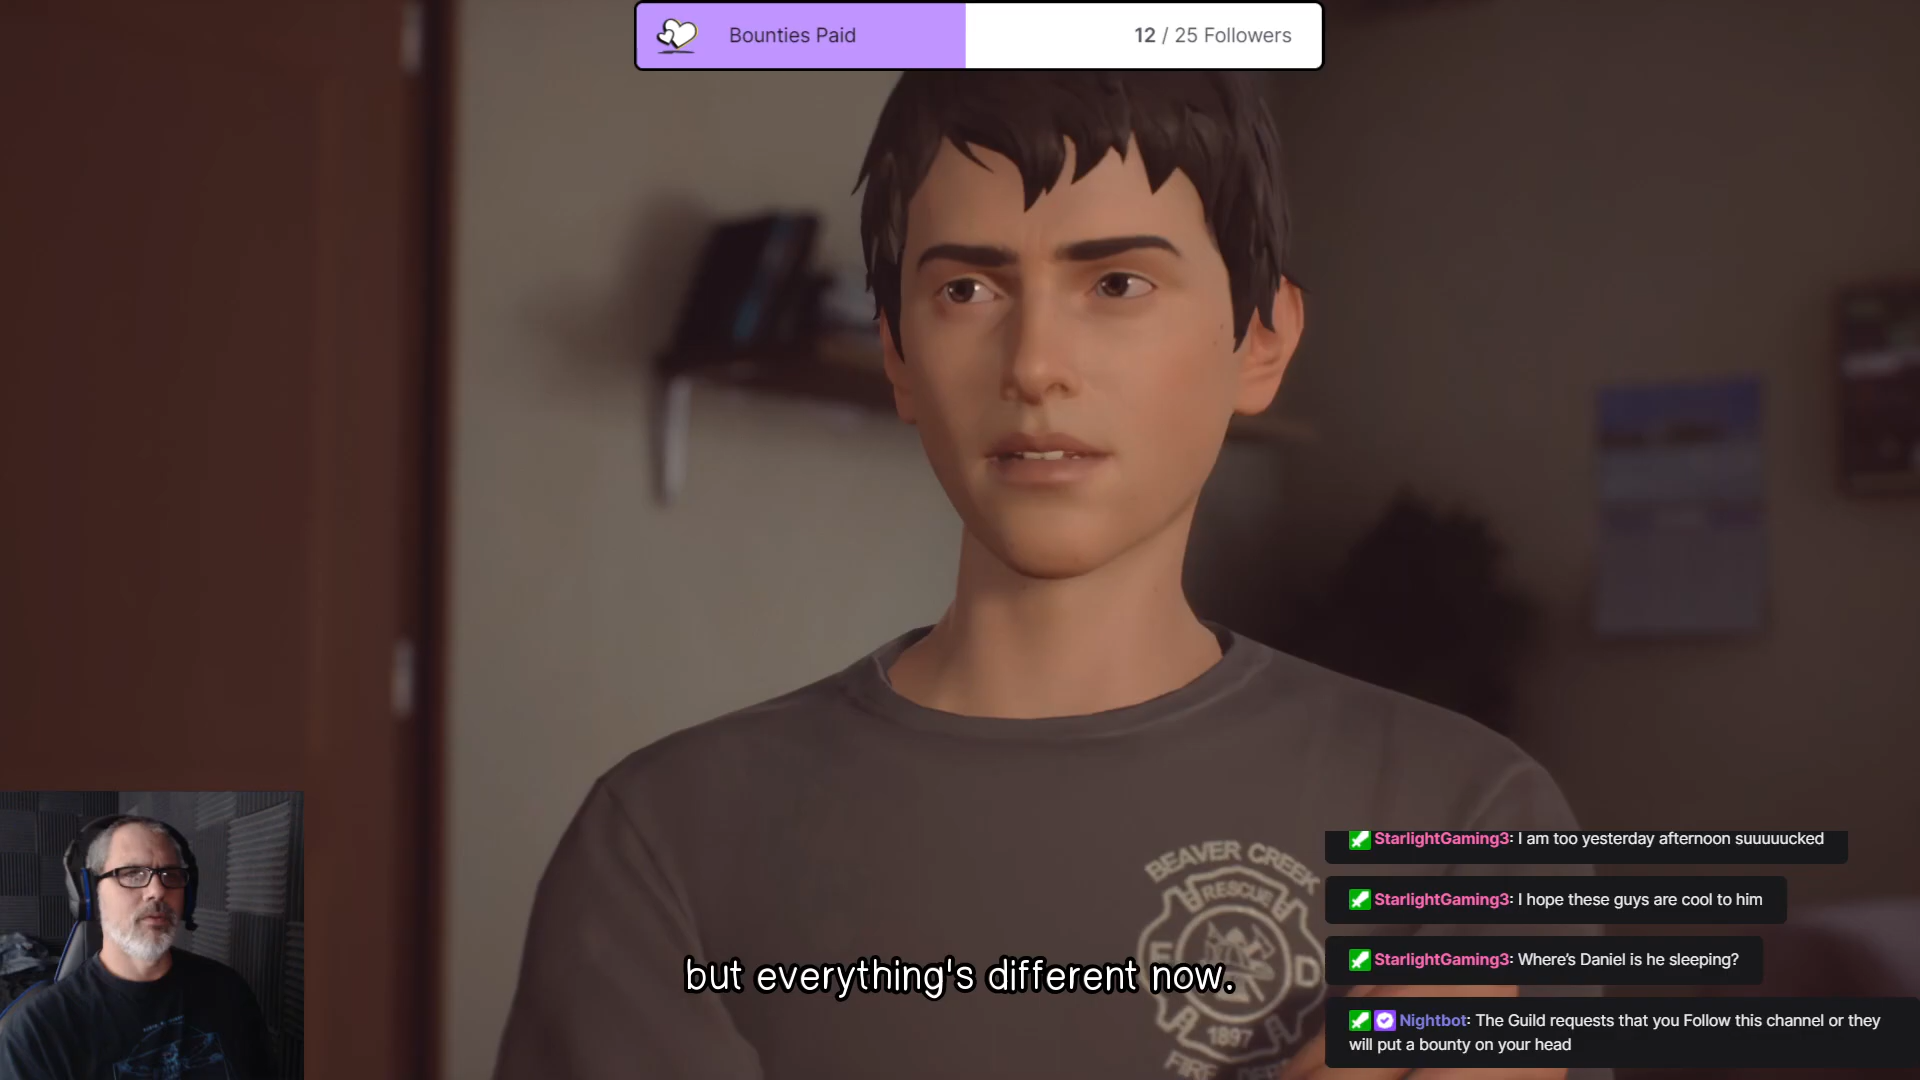 Bounties Paid
12 / 25 Followers
BEAVER CREEK
RESCUE
F D
1897
FIRE DEPT
but everything's different now.
StarlightGaming3: I am too yesterday afternoon suuuuucked
StarlightGaming3: I hope these guys are cool to him
StarlightGaming3: Where's Daniel is he sleeping?
Nightbot: The Guild requests that you Follow this channel or they
will put a bounty on your head